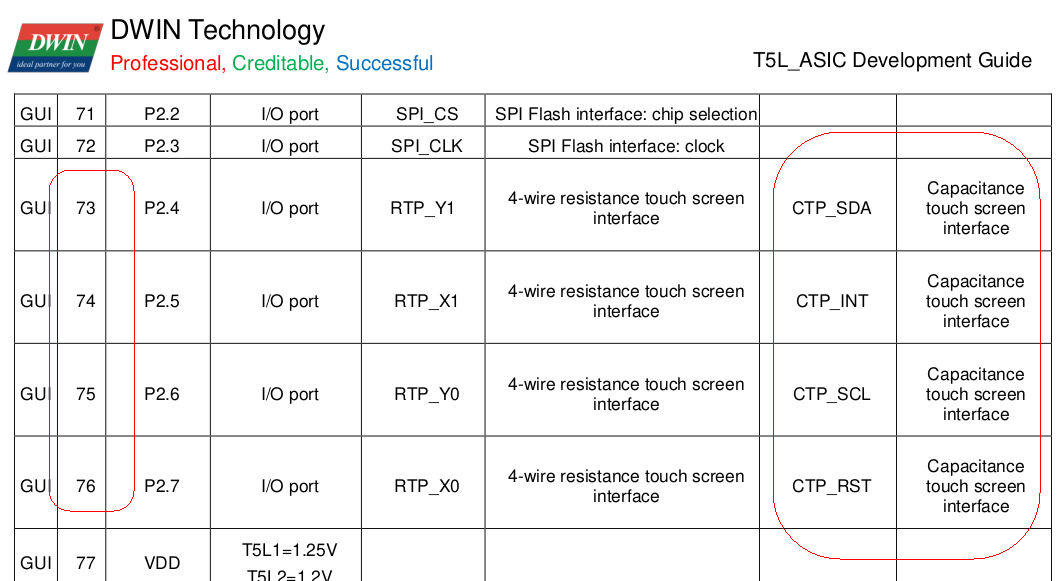 DWIN
ideal partner for you
DWIN Technology
Professional, Creditable, Successful
T5L_ASIC Development Guide
GUI 71 P2.2 I/O port SPI_CS SPI Flash interface: chip selection
GUI 72 P2.3 I/O port SPI_CLK SPI Flash interface: clock
GUI 73 P2.4 I/O port RTP_Y1 4-wire resistance touch screen
interface
CTP_SDA
Capacitance
touch screen
interface
GUI 74 P2.5 I/O port RTP_X1 4-wire resistance touch screen
interface
CTP_INT
Capacitance
touch screen
interface
GUI 75 P2.6 I/O port RTP_Y0 4-wire resistance touch screen
interface
CTP_SCL
Capacitance
touch screen
interface
GUI 76 P2.7 I/O port RTP_X0 4-wire resistance touch screen
interface
CTP_RST
Capacitance
touch screen
interface
GUI 77 VDD T5L1=1.25V
T5L2=1.2V